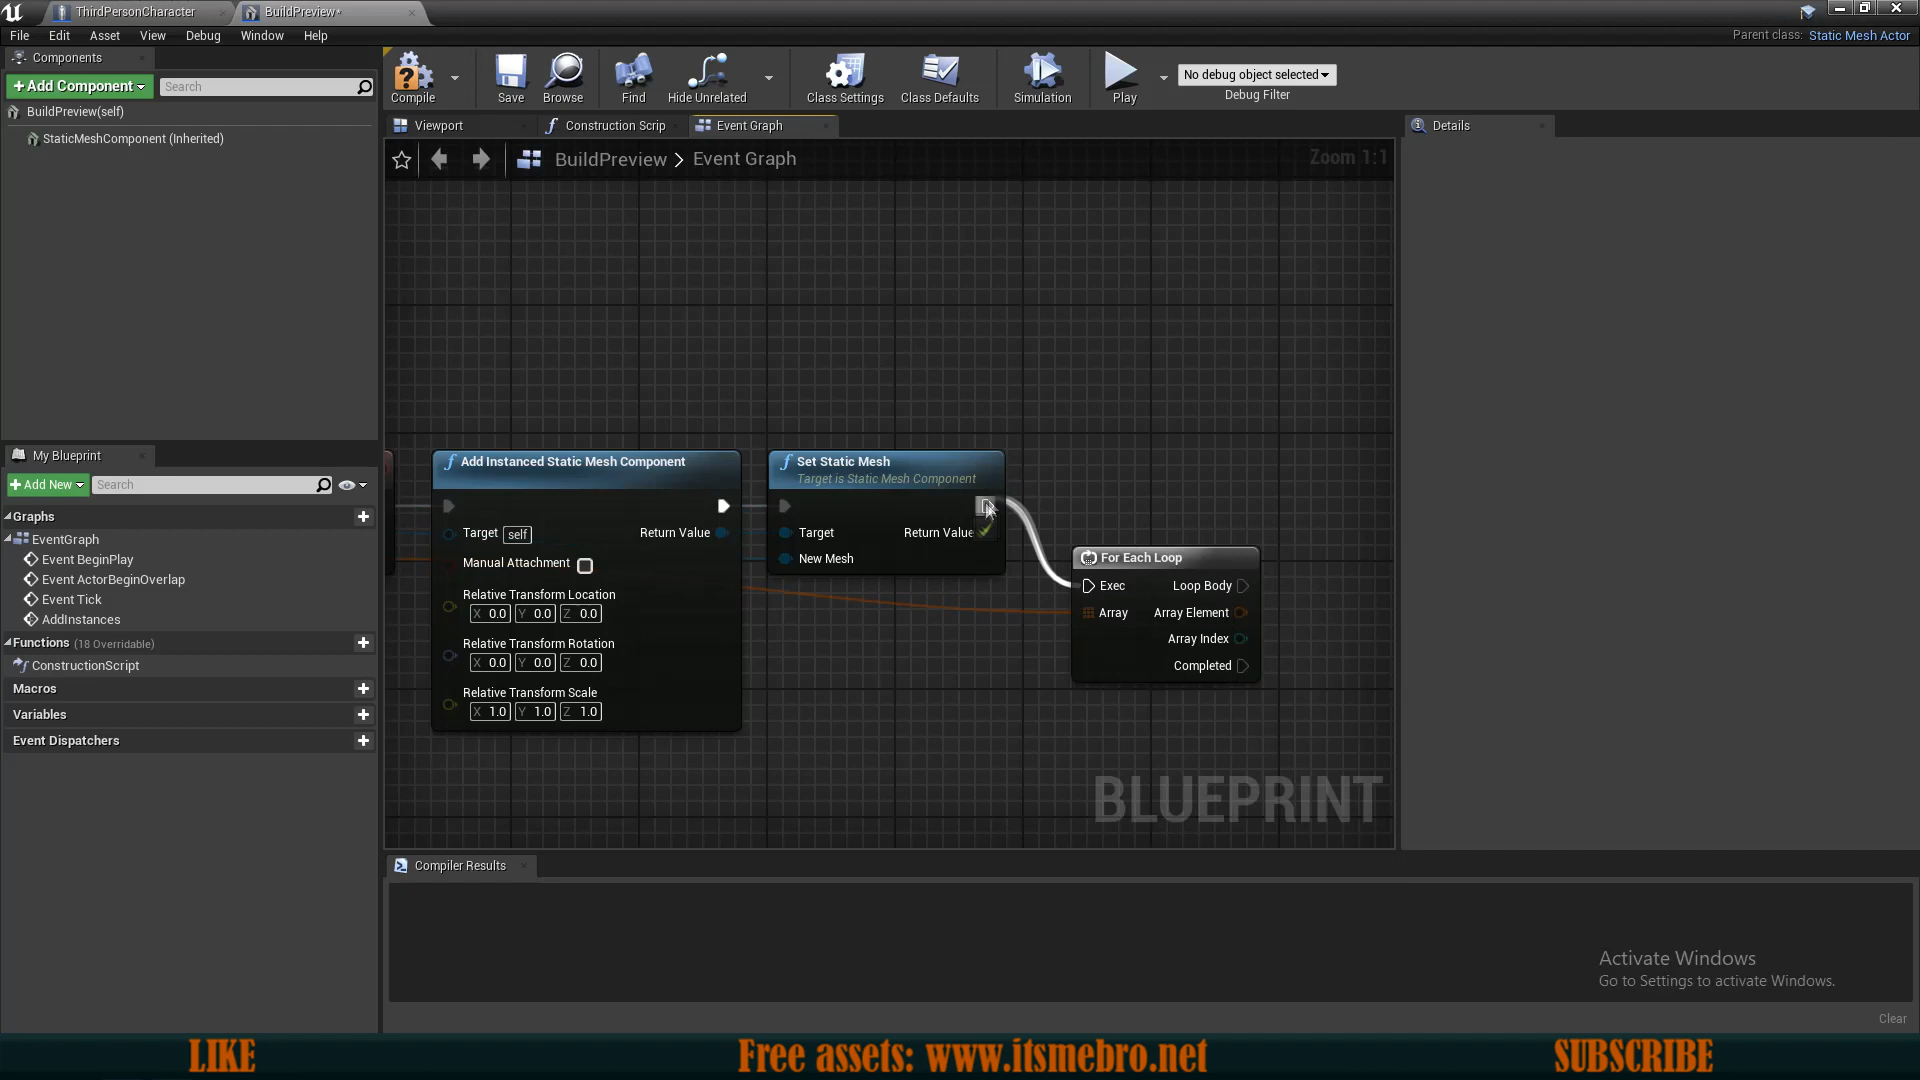 ThirdPersonCharacter
BuildPreview*
File Edit Asset View Debug Window Help
Parent class: Static Mesh Actor
Components
+Add Component
Search
BuildPreview(self)
StaticMeshComponent (Inherited)
Compile
Save
Browse
Find
Hide Unrelated
Class Settings
Class Defaults
Simulation
Play
No debug object selected
Debug Filter
Viewport
Construction Scrip
Event Graph
Details
BuildPreview > Event Graph
Zoom 1:1
My Blueprint
+Add New
Search
Graphs
EventGraph
Event BeginPlay
Event ActorBeginOverlap
Event Tick
AddInstances
Functions (18 Overridable)
ConstructionScript
Macros
Variables
Event Dispatchers
Add Instanced Static Mesh Component
Target self
Return Value
Manual Attachment
Relative Transform Location
X 0.0 Y 0.0 Z 0.0
Relative Transform Rotation
X 0.0 Y 0.0 Z 0.0
Relative Transform Scale
X 1.0 Y 1.0 Z 1.0
Set Static Mesh
Target is Static Mesh Component
Target
Return Value
New Mesh
For Each Loop
Exec
Loop Body
Array
Array Element
Array Index
Completed
BLUEPRINT
Compiler Results
Activate Windows
Go to Settings to activate Windows.
Clear
LIKE
Free assets: www.itsmebro.net
SUBSCRIBE